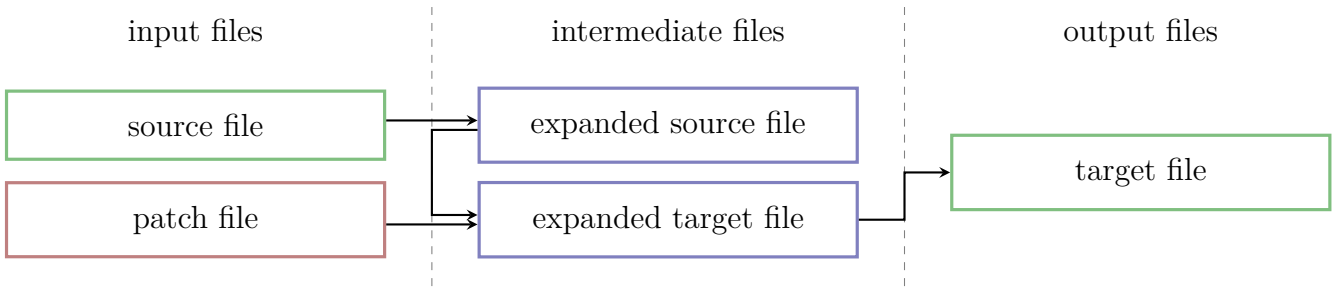 input files
intermediate files
output files
source file
expanded source file
target file
patch file
expanded target file